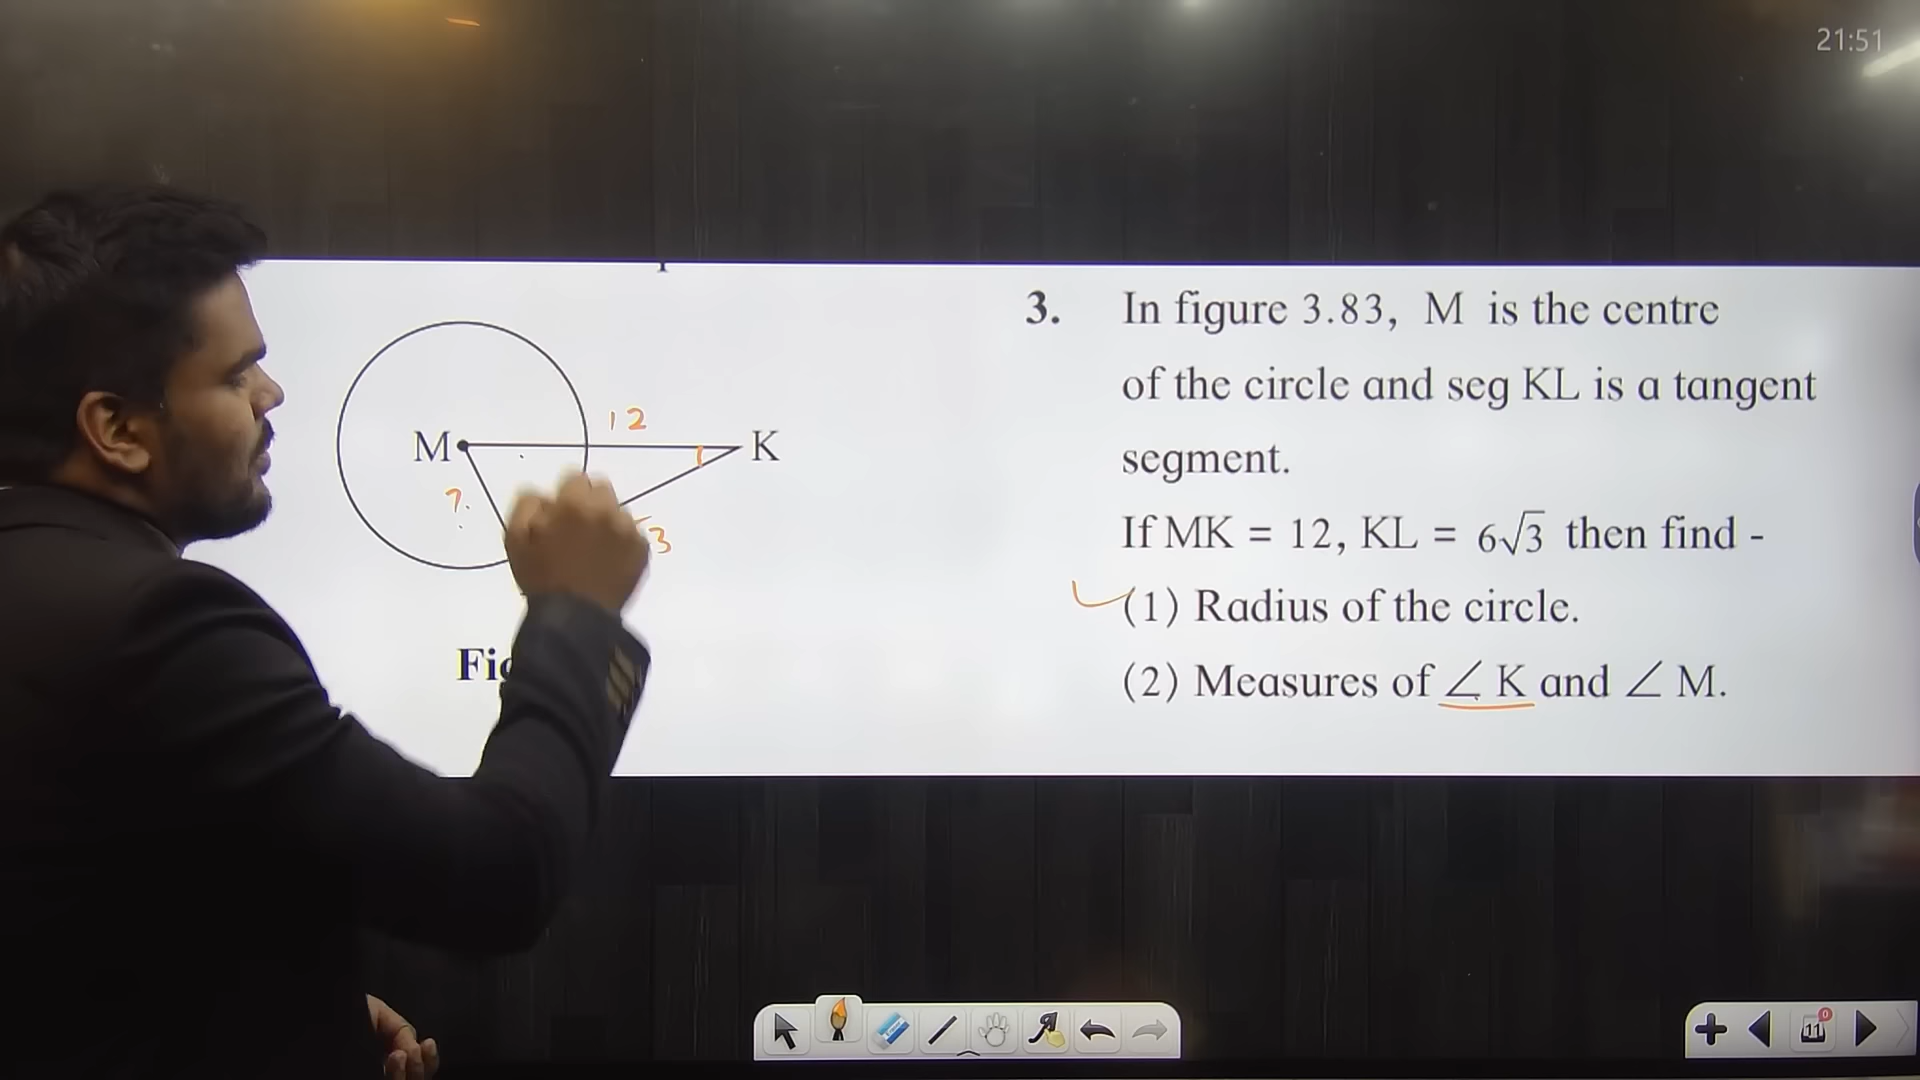 21:51
3. In figure 3.83, M is the centre
of the circle and seg KL is a tangent
segment.
If MK = 12, KL = 6√3 then find -
(1) Radius of the circle.
(2) Measures of ∠ K and ∠ M.
12
M K
?
3
11
0